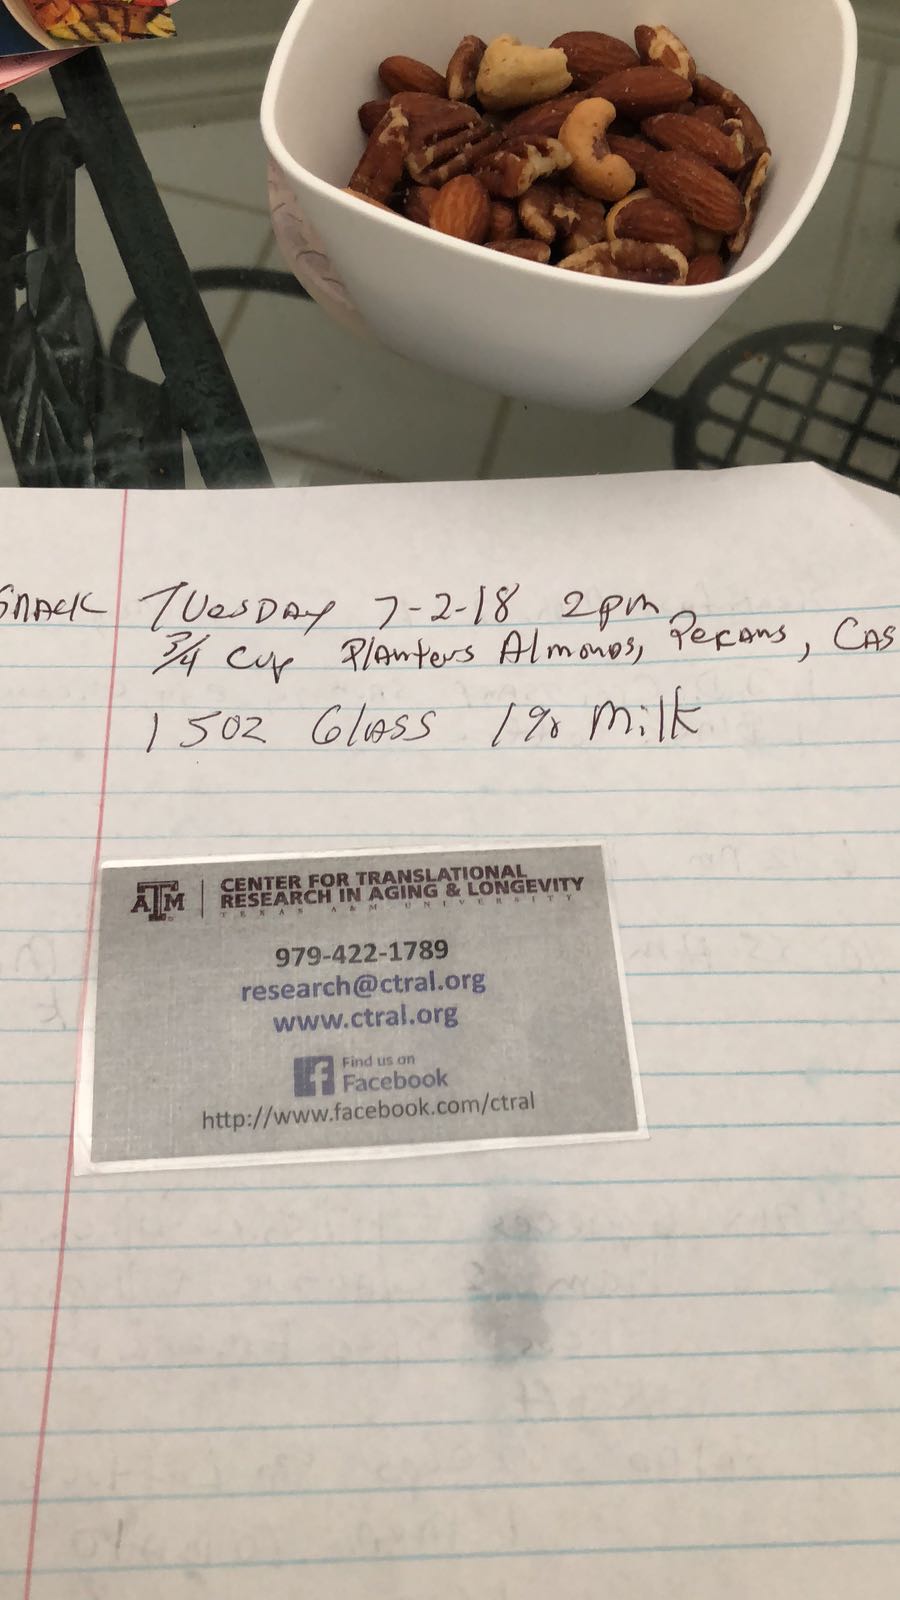 SNACK TUESDAY 7-2-18 2pm
3/4 cup Planters Almonds, Pekans, CAS
1 5oz Glass 1% Milk
ATM
CENTER FOR TRANSLATIONAL
RESEARCH IN AGING & LONGEVITY
TEXAS A&M UNIVERSITY
979-422-1789
research@ctral.org
www.ctral.org
f Find us on
Facebook
http://www.facebook.com/ctral